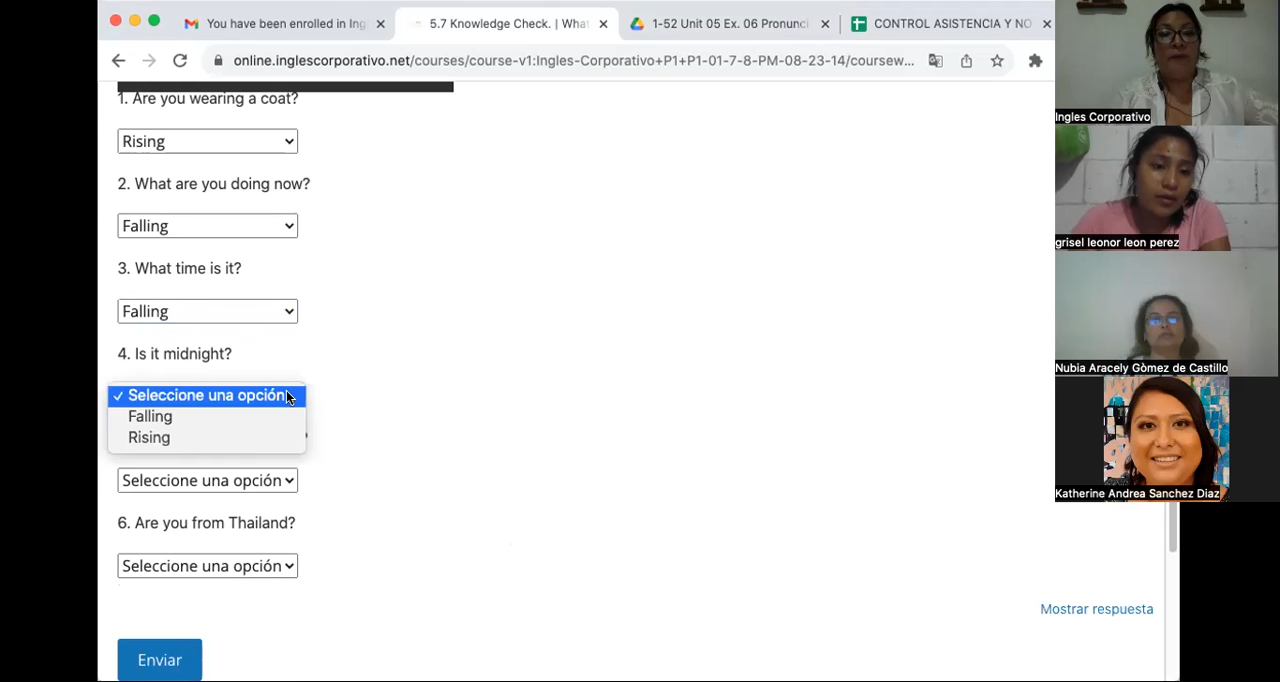 You have been enrolled in Ing
5.7 Knowledge Check. | What
1-52 Unit 05 Ex. 06 Pronunci
CONTROL ASISTENCIA Y NO
online.inglescorporativo.net/courses/course-v1:Ingles-Corporativo+P1+P1-01-7-8-PM-08-23-14/coursew...
1. Are you wearing a coat?
Rising
2. What are you doing now?
Falling
3. What time is it?
Falling
4. Is it midnight?
Seleccione una opción
Falling
Rising
Seleccione una opción
6. Are you from Thailand?
Seleccione una opción
Mostrar respuesta
Enviar
Ingles Corporativo
grisel leonor leon perez
Nubia Aracely Gòmez de Castillo
Katherine Andrea Sanchez Diaz